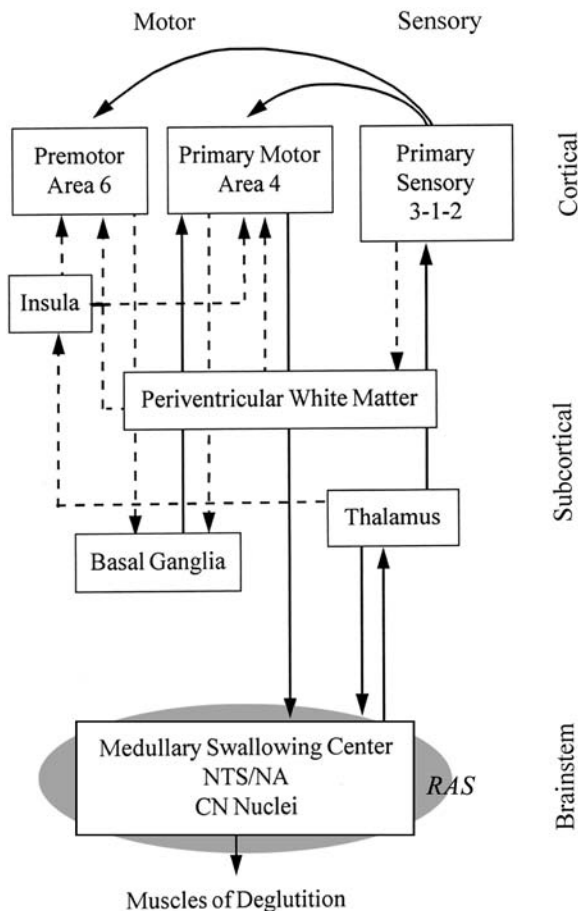 Motor
Sensory
Premotor
Area 6
Primary Motor
Area 4
Primary
Sensory
3-1-2
Cortical
Insula
Periventricular White Matter
Subcortical
Thalamus
Basal Ganglia
Medullary Swallowing Center
NTS/NA
CN Nuclei
RAS
Brainstem
Muscles of Deglutition